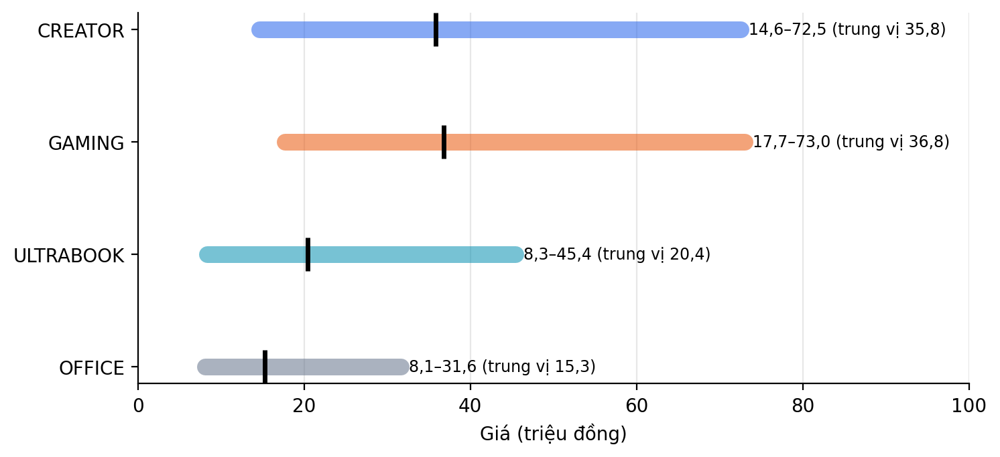 CREATOR
14,6–72,5 (trung vị 35,8)
GAMING
17,7–73,0 (trung vị 36,8)
ULTRABOOK
8,3–45,4 (trung vị 20,4)
OFFICE
8,1–31,6 (trung vị 15,3)
0 20 40 60 80 100
Giá (triệu đồng)